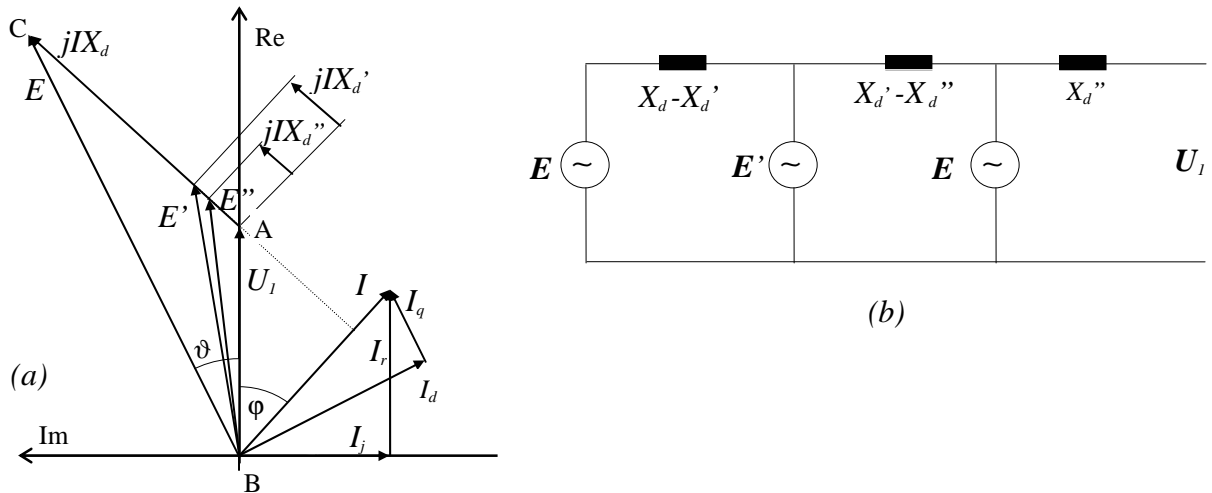 C
jIX_d
Re
E
jIX_d'
jIX_d''
E'
E''
A
U_1
I
I_q
ϑ
I_r
(a)
I_d
φ
Im
I_j
B
X_d-X_d'
X_d'-X_d''
X_d''
E
~
E'
~
E
~
U_1
(b)